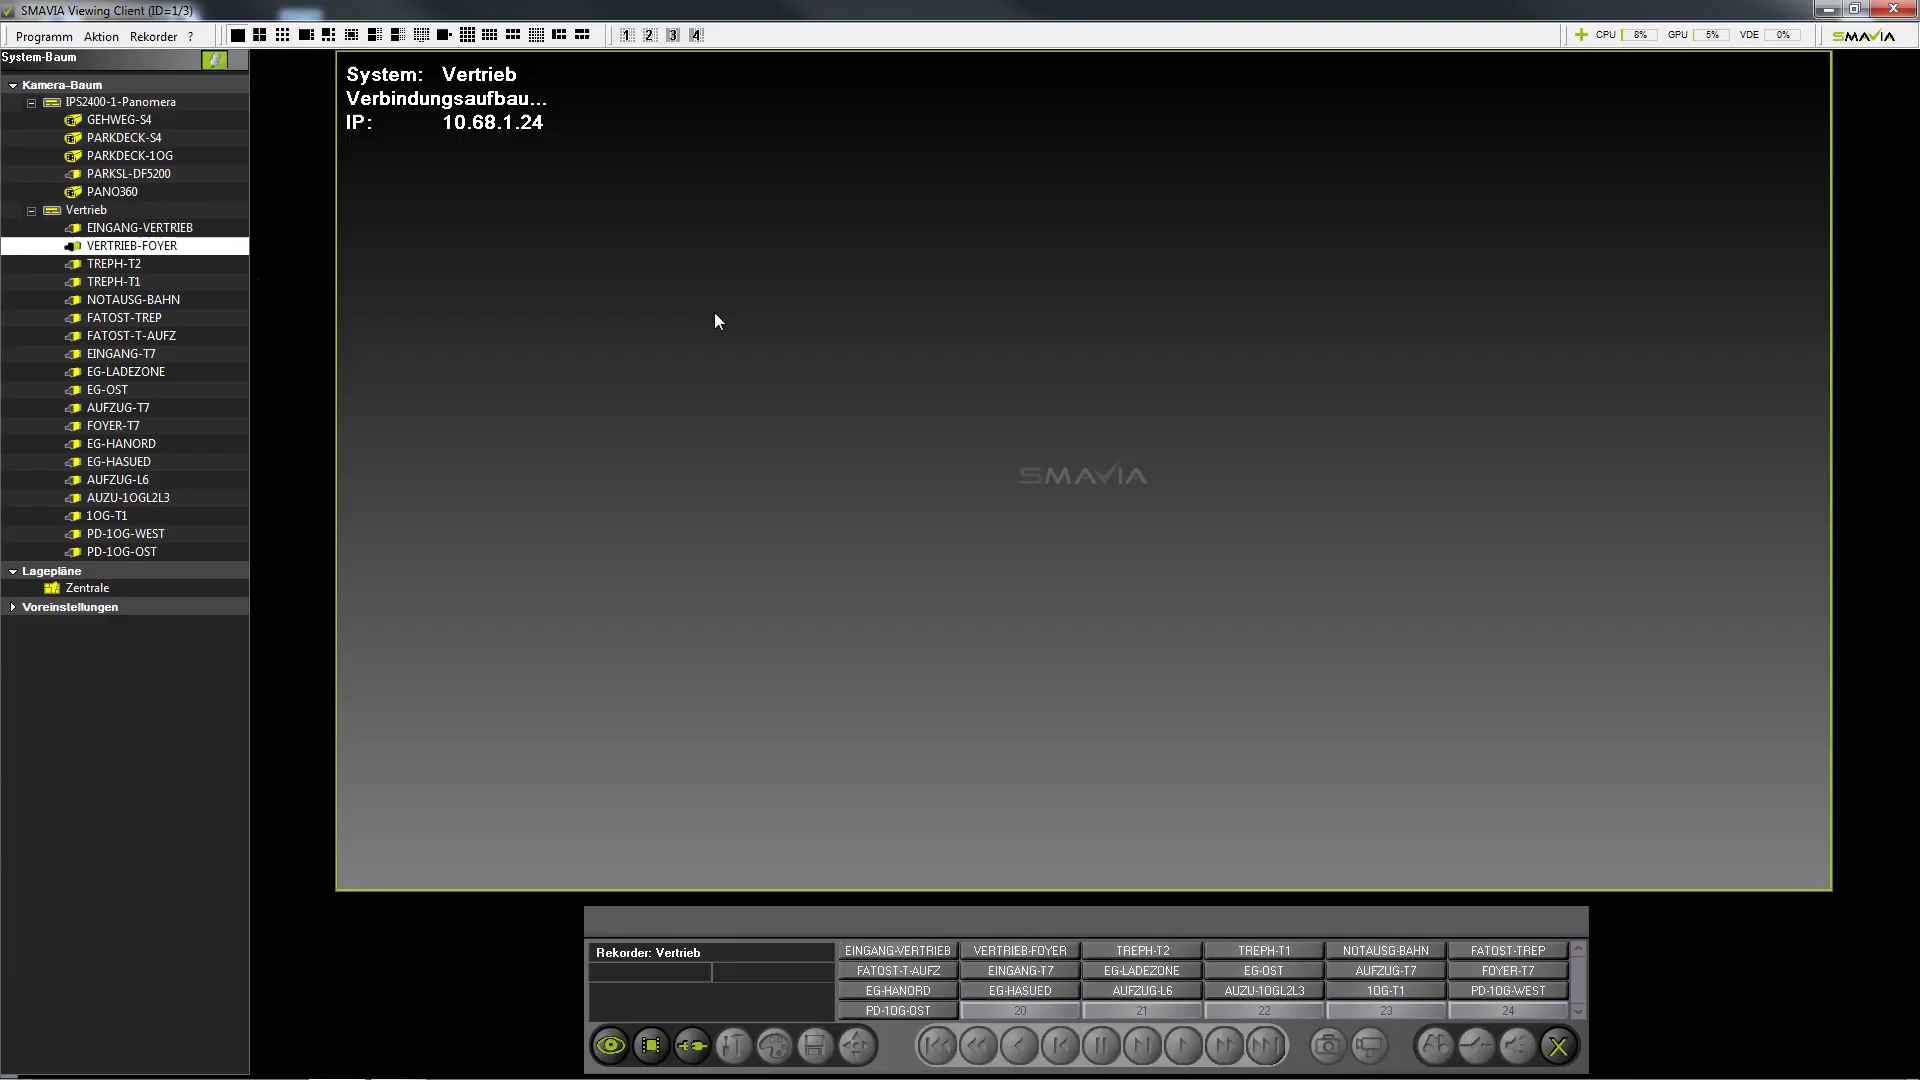 SMAVIA Viewing Client (ID=1/3)
Programm Aktion Rekorder ?
1 2 3 4
CPU 8% GPU 5% VDE 0%
SMAVIA
System-Baum
Kamera-Baum
IPS2400-1-Panomera
GEHWEG-S4
PARKDECK-S4
PARKDECK-1OG
PARKSL-DF5200
PANO360
Vertrieb
EINGANG-VERTRIEB
VERTRIEB-FOYER
TREPH-T2
TREPH-T1
NOTAUSG-BAHN
FATOST-TREP
FATOST-T-AUFZ
EINGANG-T7
EG-LADEZONE
EG-OST
AUFZUG-T7
FOYER-T7
EG-HANORD
EG-HASUED
AUFZUG-L6
AUZU-1OGL2L3
1OG-T1
PD-1OG-WEST
PD-1OG-OST
Lagepläne
Zentrale
Voreinstellungen
System: Vertrieb
Verbindungsaufbau...
IP: 10.68.1.24
SMAVIA
Rekorder: Vertrieb
EINGANG-VERTRIEB VERTRIEB-FOYER TREPH-T2 TREPH-T1 NOTAUSG-BAHN FATOST-TREP
FATOST-T-AUFZ EINGANG-T7 EG-LADEZONE EG-OST AUFZUG-T7 FOYER-T7
EG-HANORD EG-HASUED AUFZUG-L6 AUZU-1OGL2L3 1OG-T1 PD-1OG-WEST
PD-1OG-OST 20 21 22 23 24